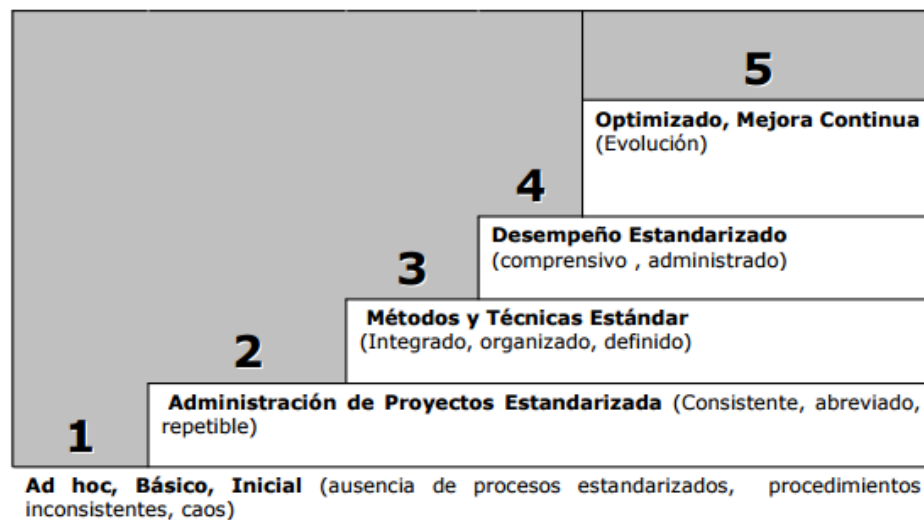 5
Optimizado, Mejora Continua
(Evolución)
4
Desempeño Estandarizado
(comprensivo , administrado)
3
Métodos y Técnicas Estándar
(Integrado, organizado, definido)
2
Administración de Proyectos Estandarizada (Consistente, abreviado,
repetible)
1
Ad hoc, Básico, Inicial (ausencia de procesos estandarizados, procedimientos
inconsistentes, caos)